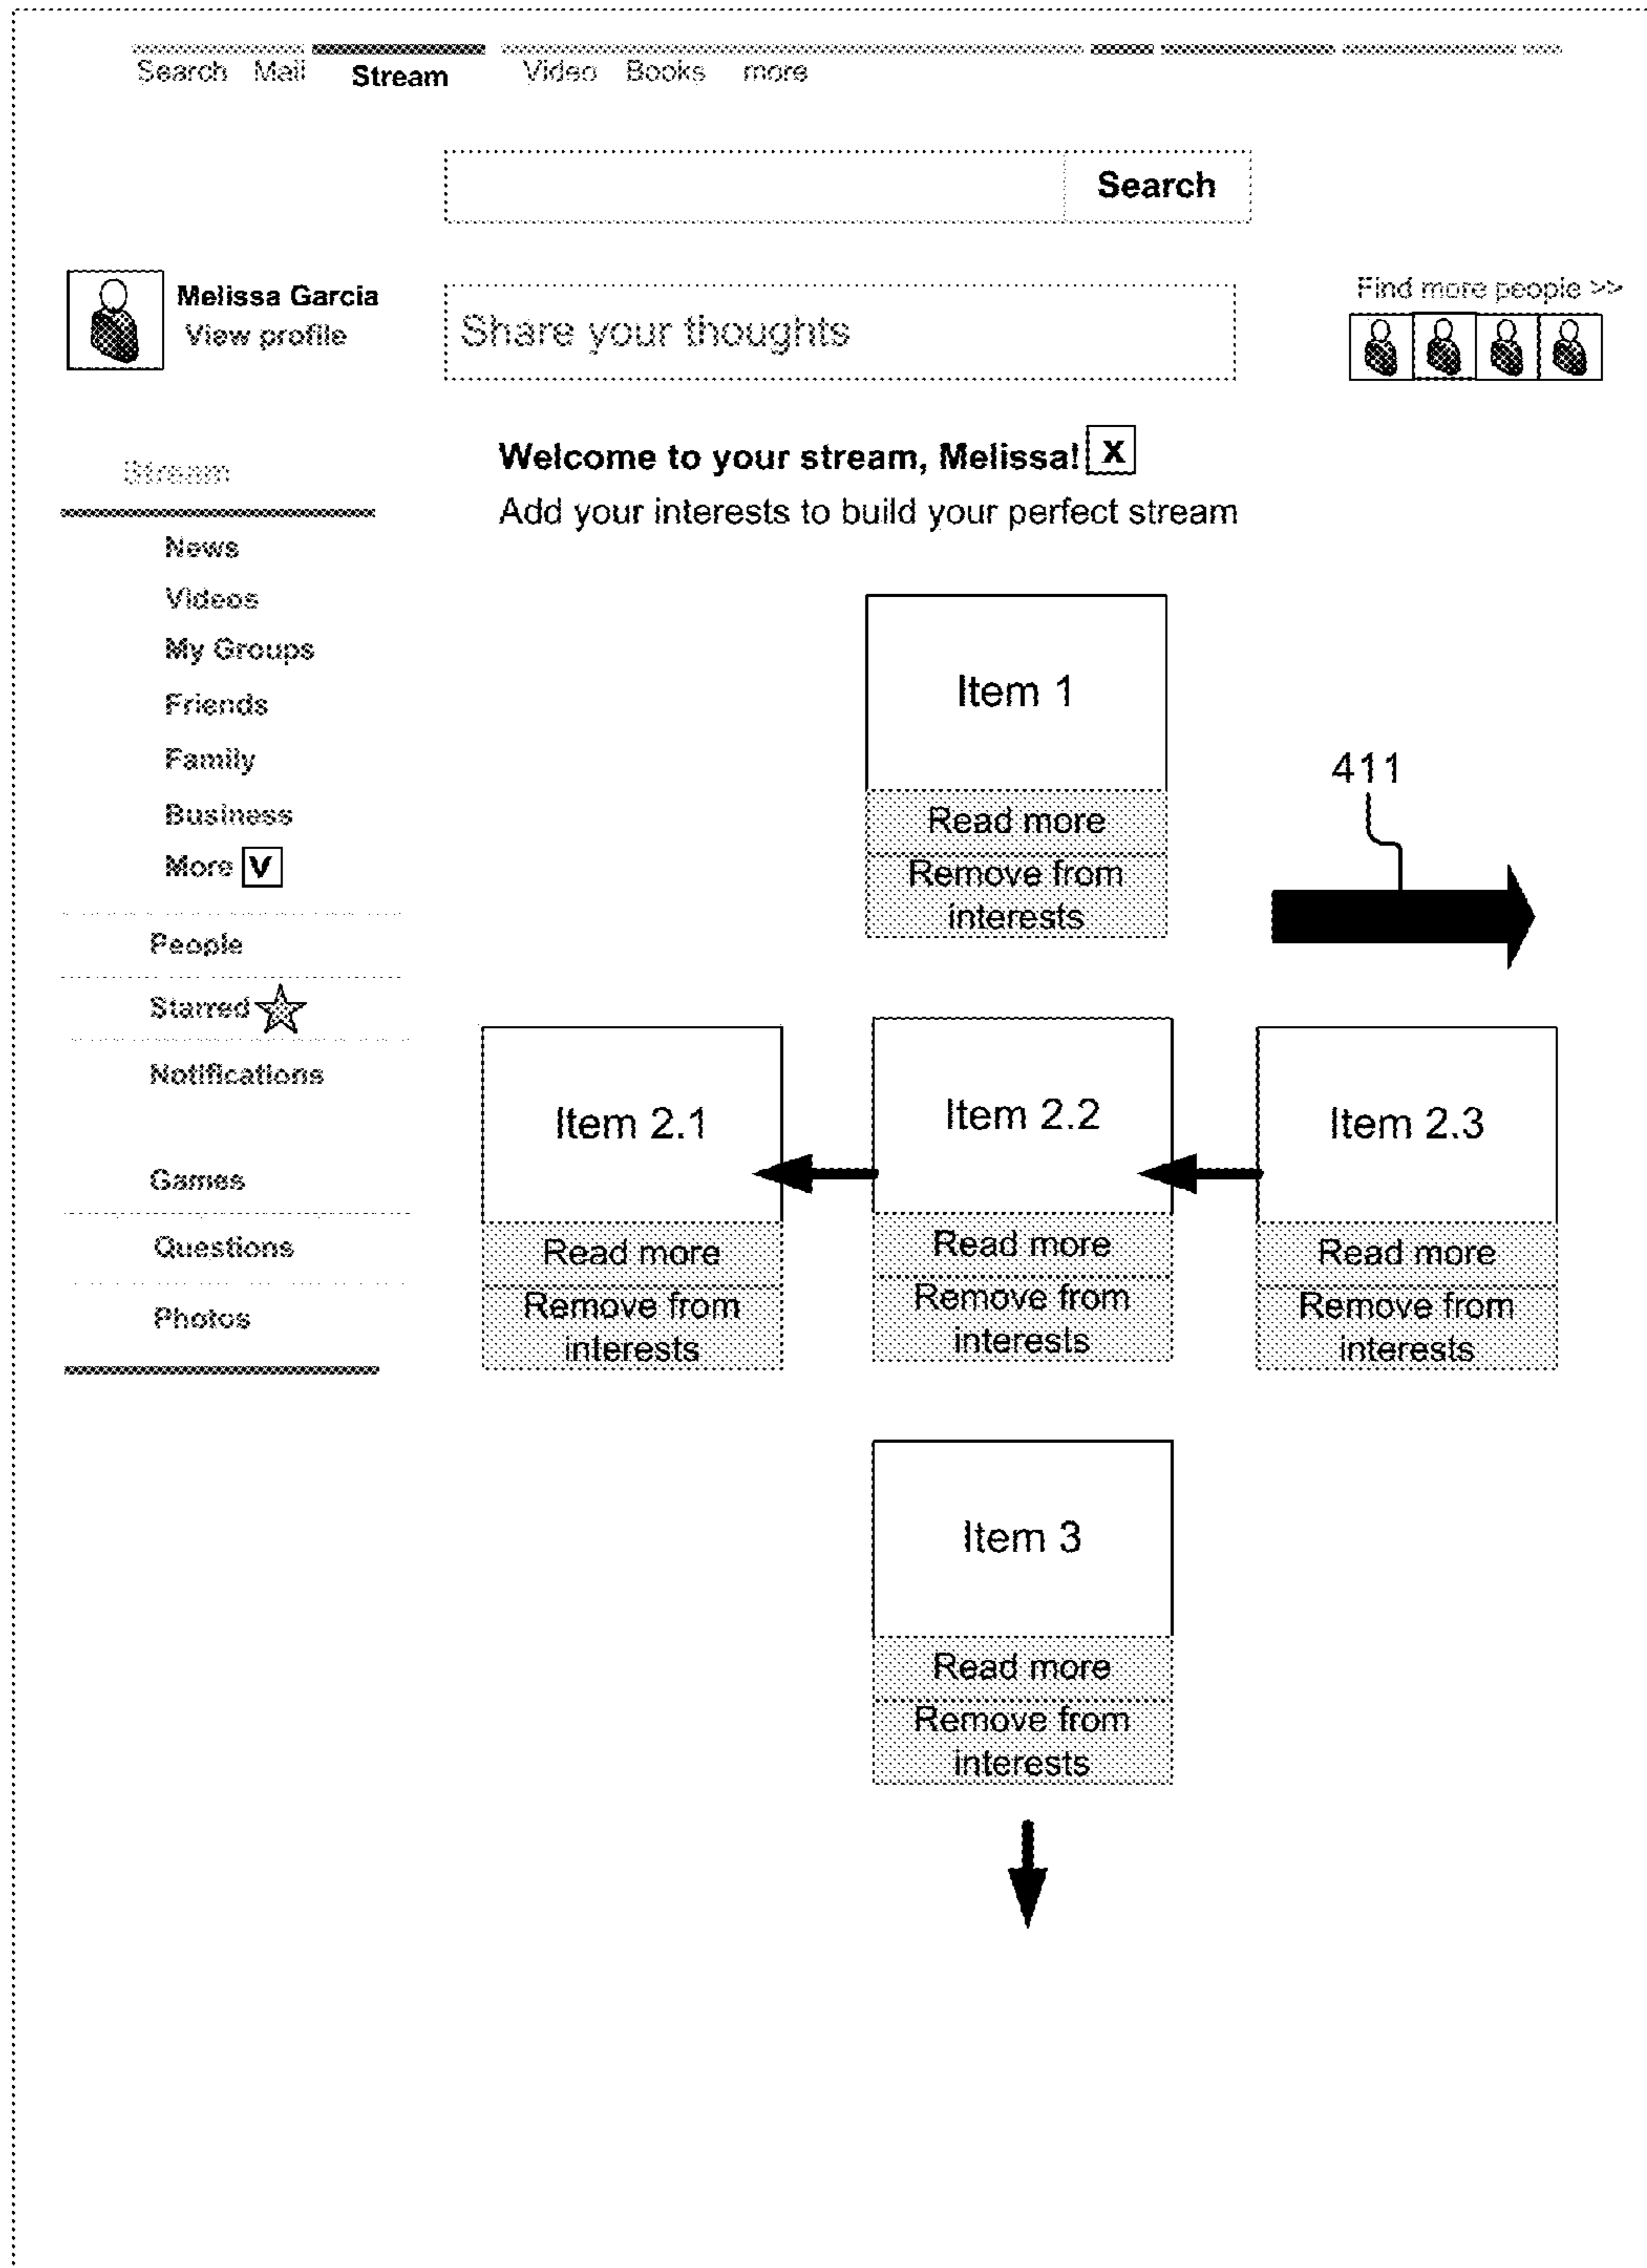 Search Mail Stream Video Books more
Search
Melissa Garcia
View profile
Share your thoughts
Find more people >>
Welcome to your stream, Melissa! X
Add your interests to build your perfect stream
Stream
News
Videos
My Groups
Friends
Family
Business
More V
People
Starred
Notifications
Games
Questions
Photos
Item 1
Read more
Remove from
interests
411
Item 2.1
Read more
Remove from
interests
Item 2.2
Read more
Remove from
interests
Item 2.3
Read more
Remove from
interests
Item 3
Read more
Remove from
interests